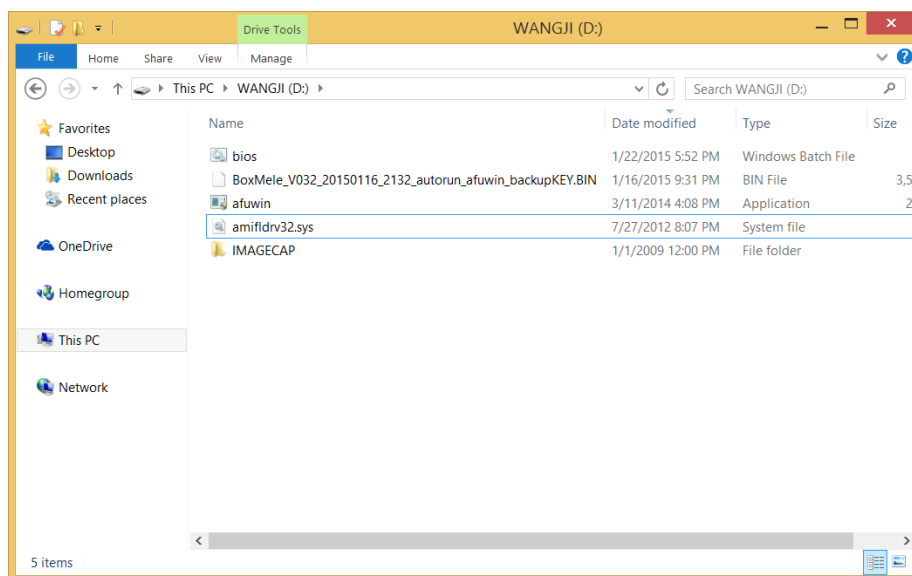 Drive Tools WANGJI (D:)
File Home Share View Manage
This PC WANGJI (D:) Search WANGJI (D:)
Favorites
Desktop
Downloads
Recent places
OneDrive
Homegroup
This PC
Network
Name Date modified Type Size
bios 1/22/2015 5:52 PM Windows Batch File
BoxMele_V032_20150116_2132_autorun_afuwin_backupKEY.BIN 1/16/2015 9:31 PM BIN File 3,5
afuwin 3/11/2014 4:08 PM Application 2
amifldrv32.sys 7/27/2012 8:07 PM System file
IMAGECAP 1/1/2009 12:00 PM File folder
5 items